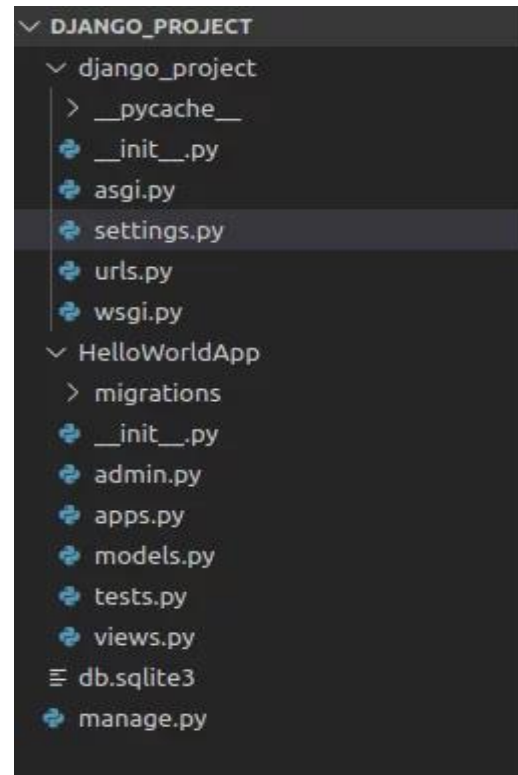 DJANGO_PROJECT
django_project
__pycache__
__init__.py
asgi.py
settings.py
urls.py
wsgi.py
HelloWorldApp
migrations
__init__.py
admin.py
apps.py
models.py
tests.py
views.py
db.sqlite3
manage.py